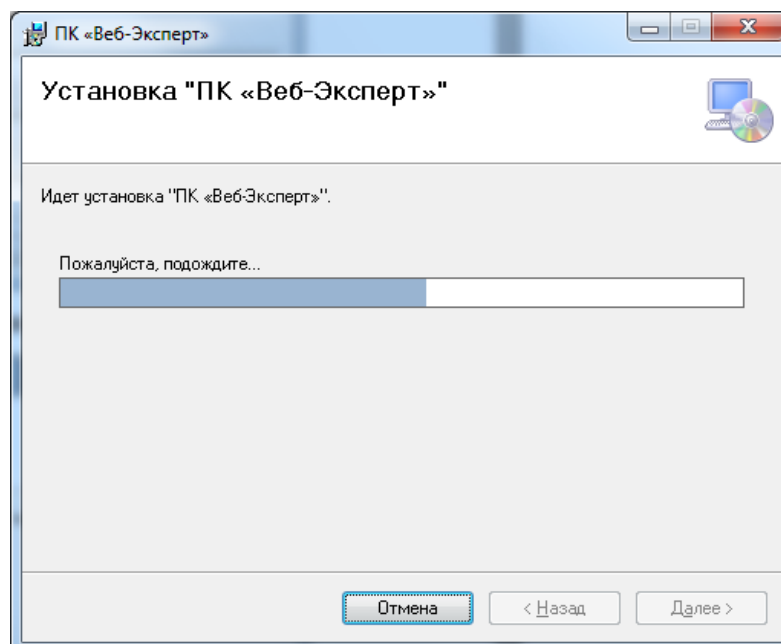 ПК «Веб-Эксперт»
Установка "ПК «Веб-Эксперт»"
Идет установка "ПК «Веб-Эксперт»".
Пожалуйста, подождите...
Отмена
< Назад
Далее >